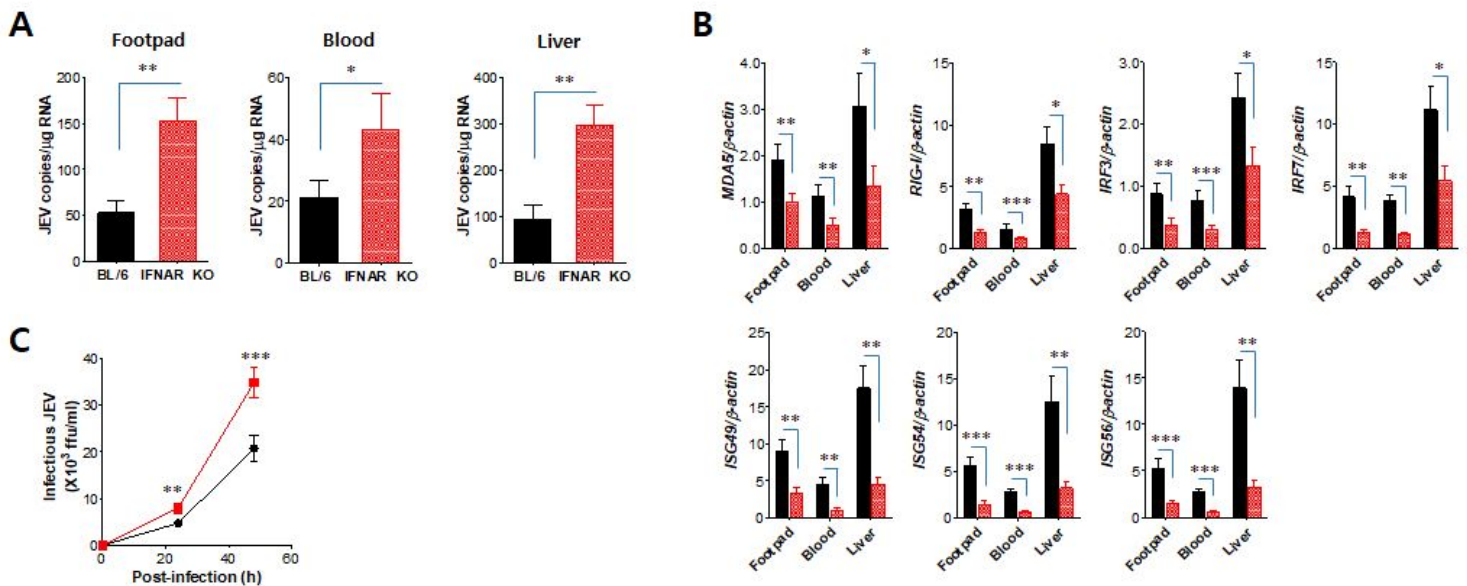 A
Footpad
Blood
Liver
JEV copies/μg RNA
200
150
100
50
0
**
BL/6 IFNAR KO
JEV copies/μg RNA
60
40
20
0
*
BL/6 IFNAR KO
JEV copies/μg RNA
400
300
200
100
0
**
BL/6 IFNAR KO
B
MDA5/β-actin
4.0
3.0
2.0
1.0
0.0
**
**
*
Footpad
Blood
Liver
RIG-I/β-actin
15
10
5
0
**
***
*
Footpad
Blood
Liver
IRF3/β-actin
3.0
2.0
1.0
0.0
**
***
*
Footpad
Blood
Liver
IRF7/β-actin
15
10
5
0
**
**
*
Footpad
Blood
Liver
ISG49/β-actin
25
20
15
10
5
0
**
**
**
Footpad
Blood
Liver
ISG54/β-actin
20
15
10
5
0
***
***
**
Footpad
Blood
Liver
ISG56/β-actin
20
15
10
5
0
***
***
**
Footpad
Blood
Liver
C
Infectious JEV
(X10³ ffu/ml)
40
30
20
10
0
**
***
0 20 40 60
Post-infection (h)